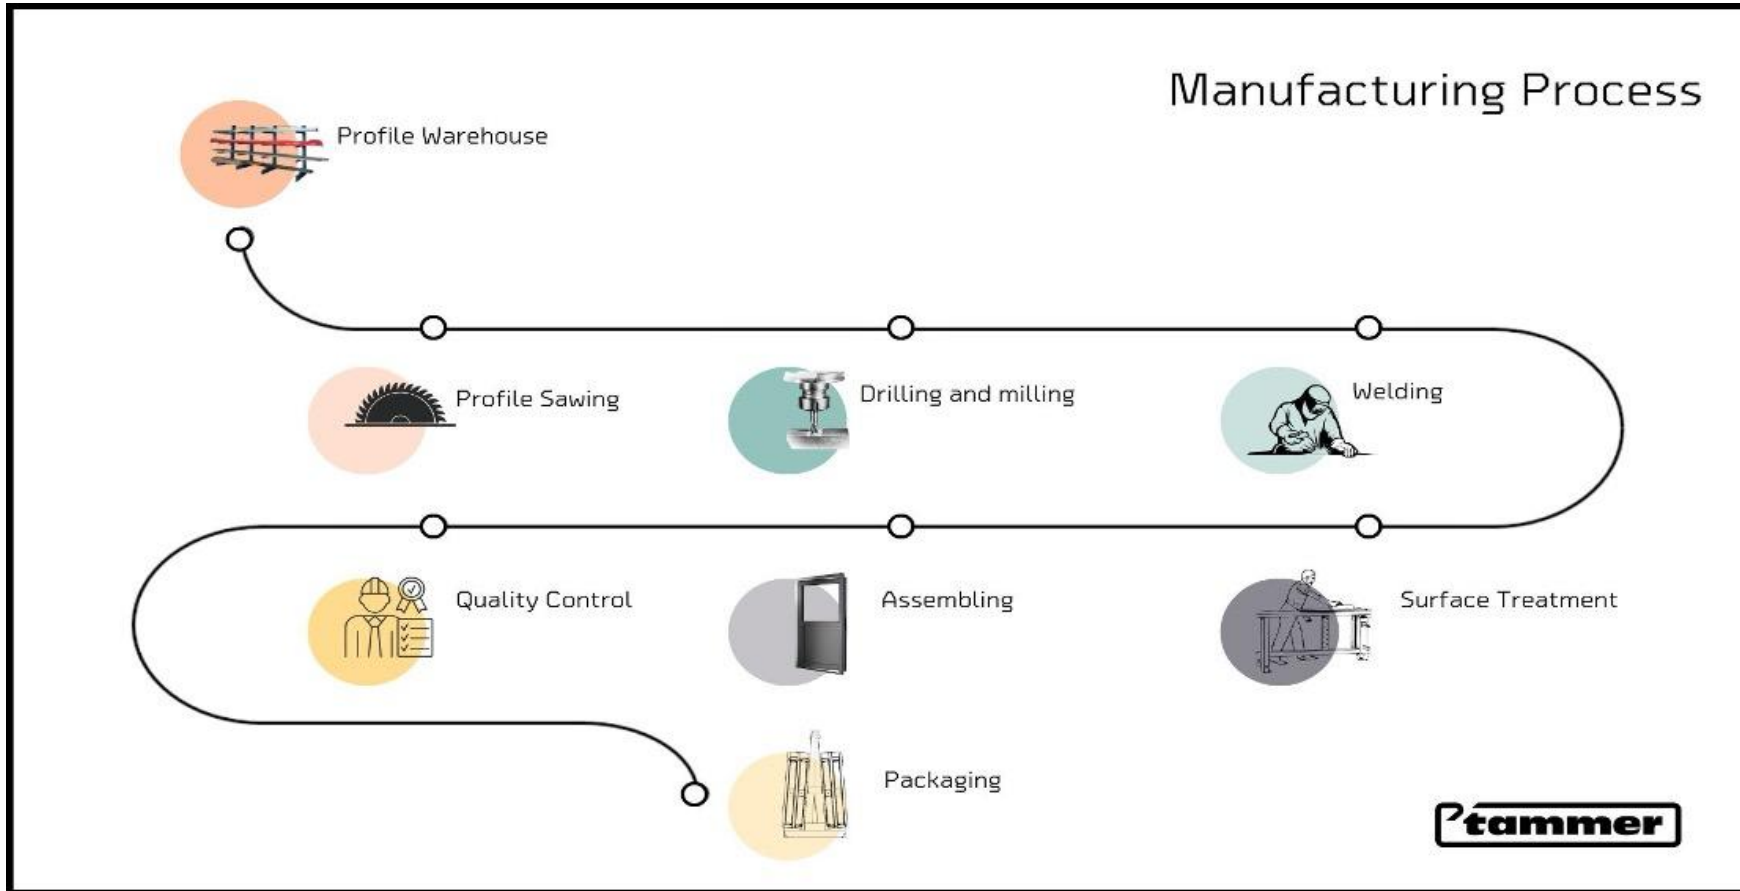 Manufacturing Process
Profile Warehouse
Profile Sawing
Drilling and milling
Welding
Quality Control
Assembling
Surface Treatment
Packaging
tammer